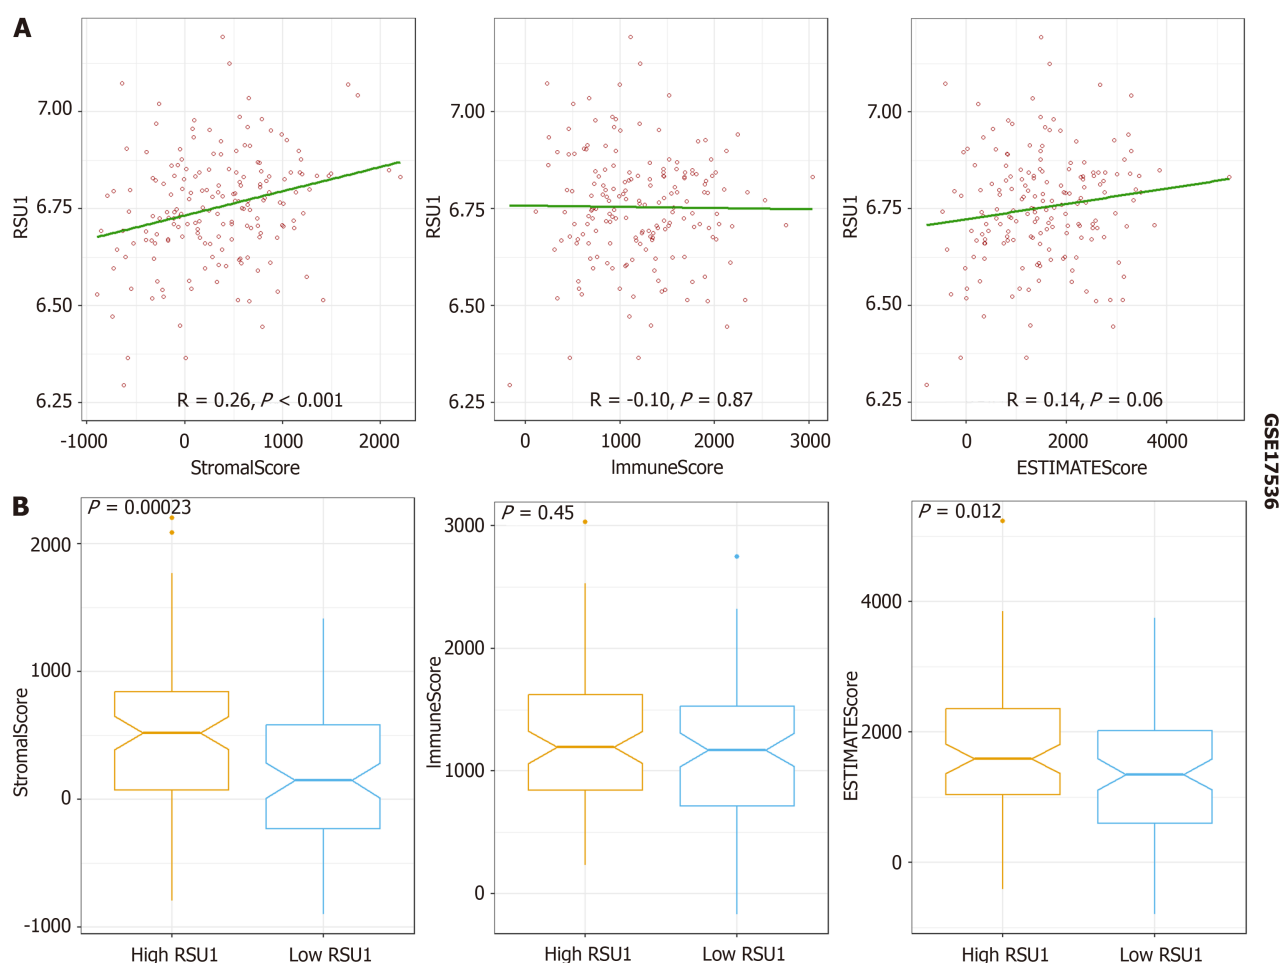 A
RSU1
7.00
6.75
6.50
6.25
R = 0.26, P < 0.001
-1000 0 1000 2000
StromalScore
RSU1
7.00
6.75
6.50
6.25
R = -0.10, P = 0.87
0 1000 2000 3000
ImmuneScore
RSU1
7.00
6.75
6.50
6.25
R = 0.14, P = 0.06
0 2000 4000
ESTIMATEScore
GSE17536
B
P = 0.00023
StromalScore
2000
1000
0
-1000
High RSU1 Low RSU1
P = 0.45
ImmuneScore
3000
2000
1000
0
High RSU1 Low RSU1
P = 0.012
ESTIMATEScore
4000
2000
0
High RSU1 Low RSU1